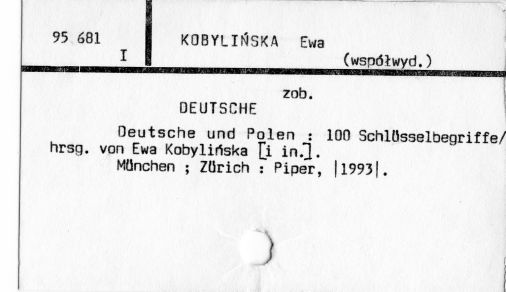 95 681
I
KOBYLIŃSKA Ewa
(współwyd.)
zob.
DEUTSCHE
Deutsche und Polen : 100 Schlüsselbegriffe/
hrsg. von Ewa Kobylińska [i in.].
München ; Zürich : Piper, |1993|.